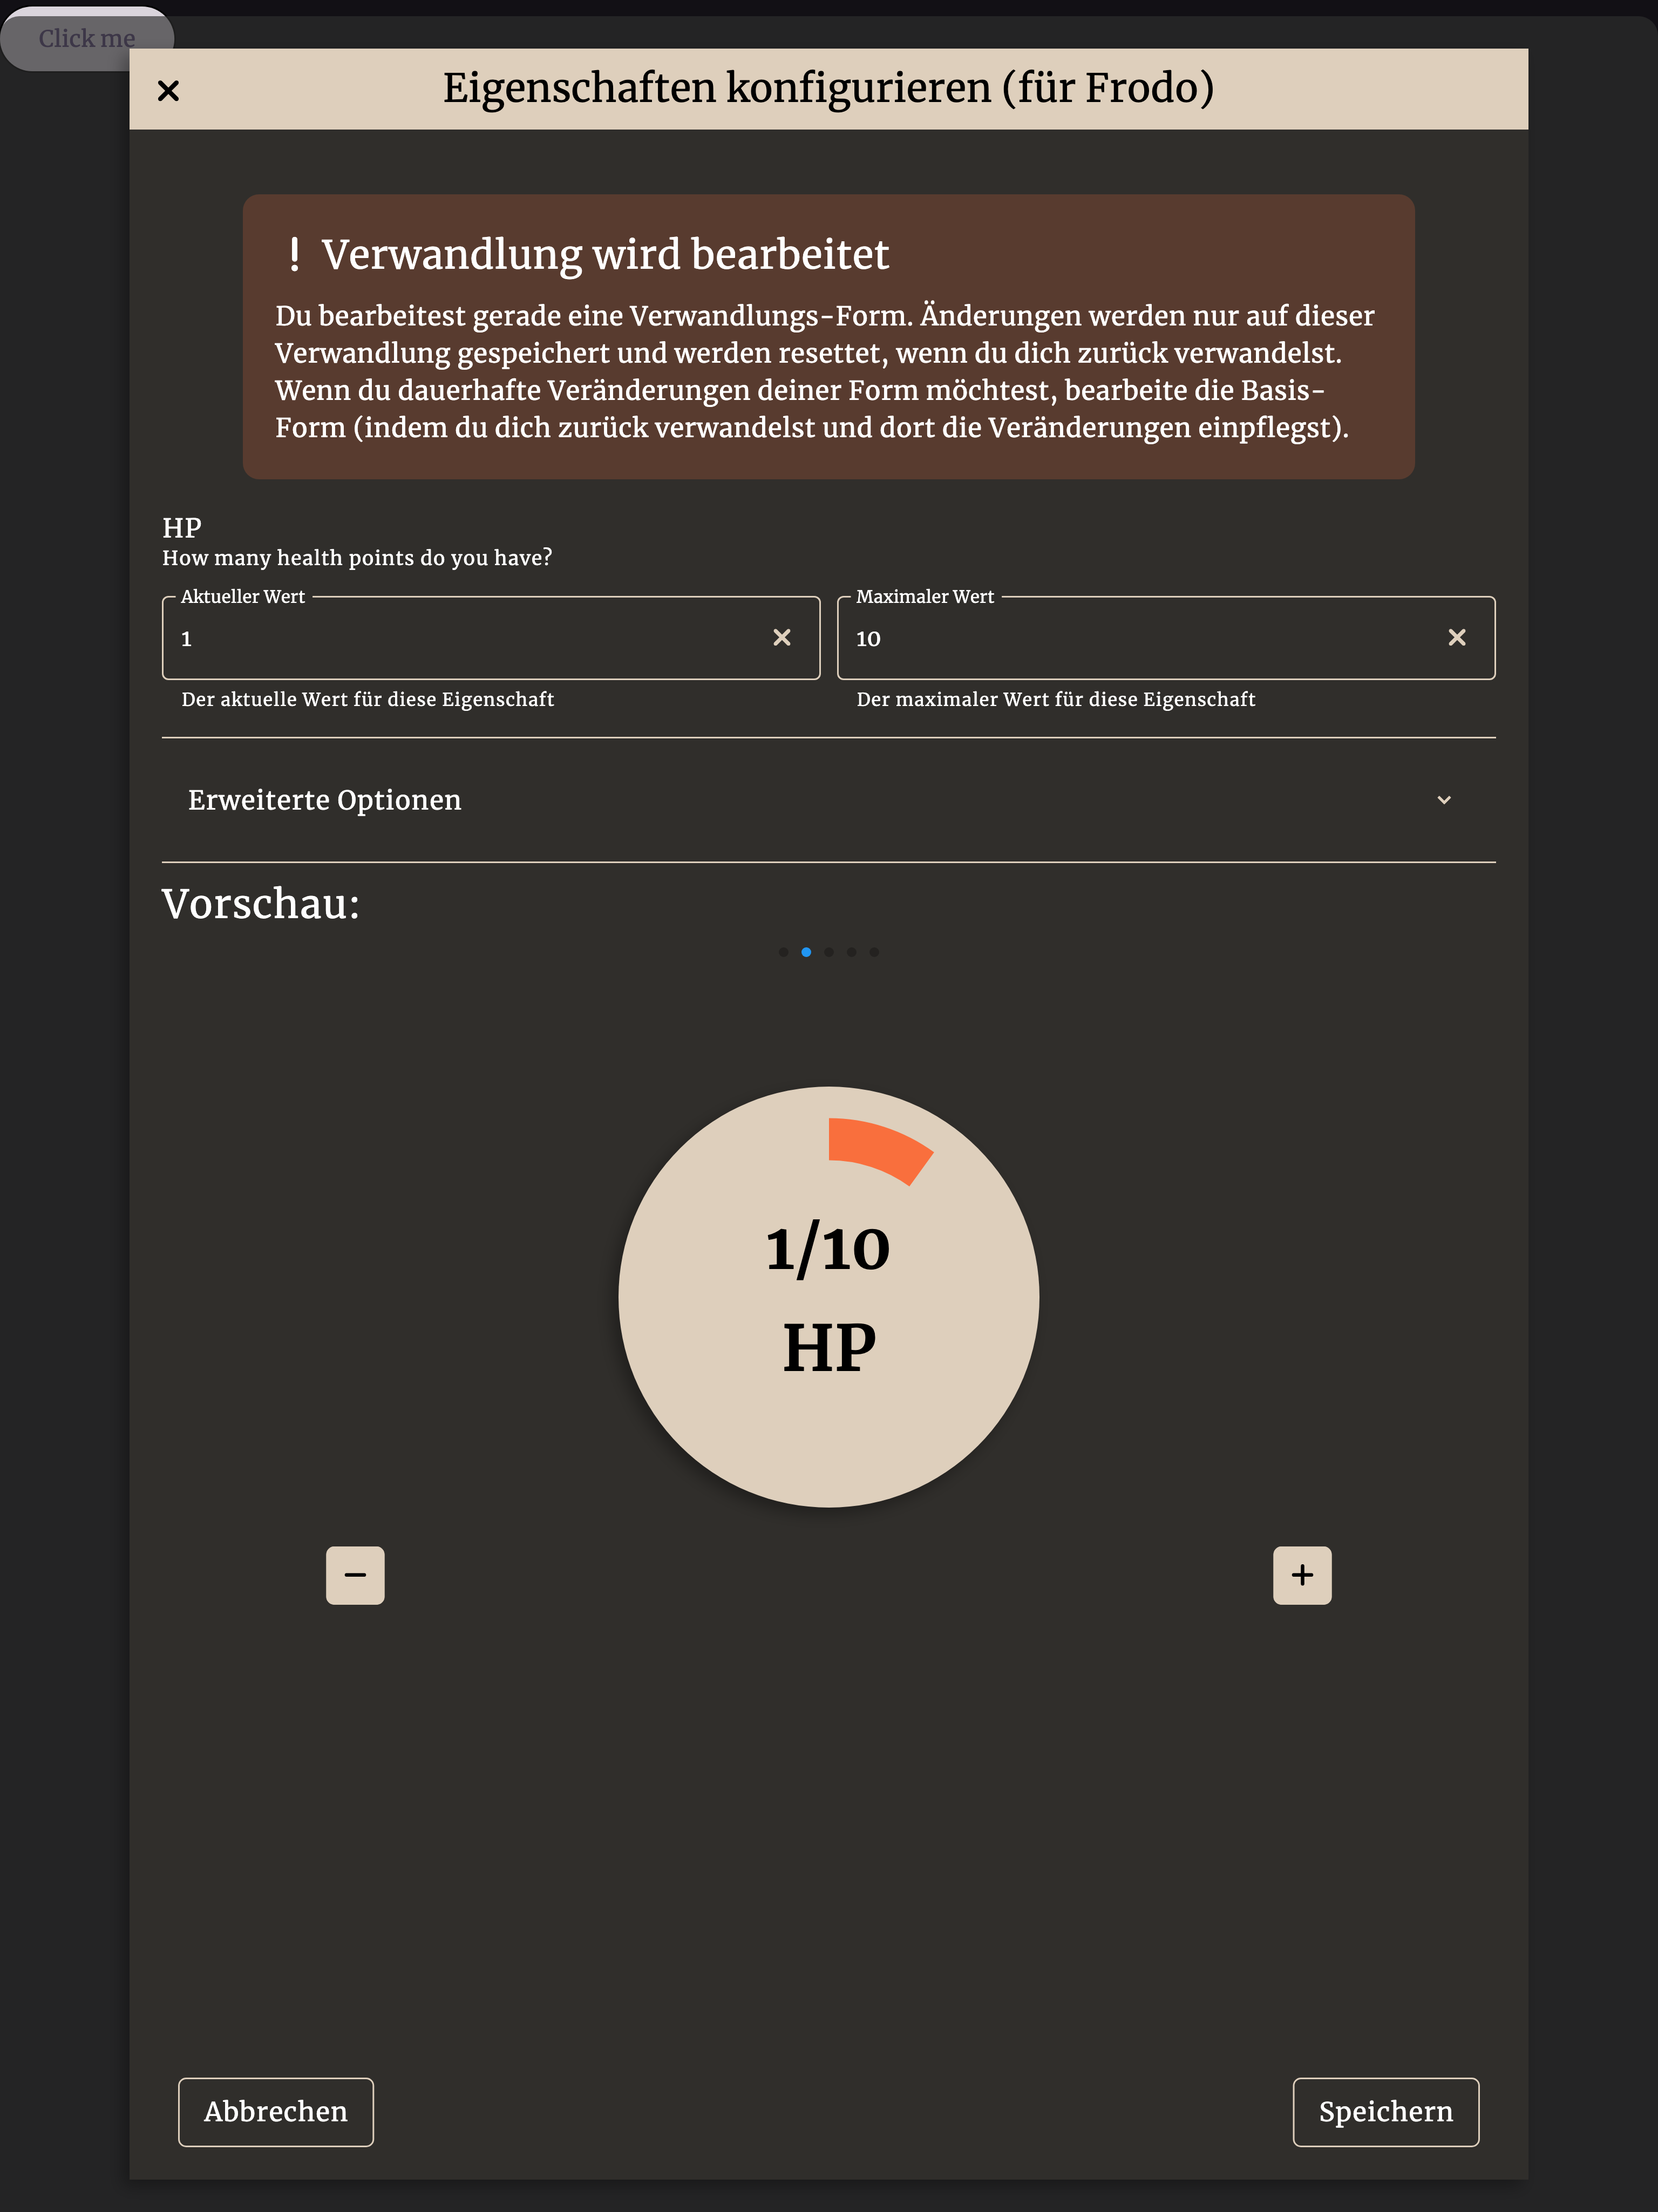 Click me
Eigenschaften konfigurieren (für Frodo)
! Verwandlung wird bearbeitet
Du bearbeitest gerade eine Verwandlungs-Form. Änderungen werden nur auf dieser
Verwandlung gespeichert und werden resettet, wenn du dich zurück verwandelst.
Wenn du dauerhafte Veränderungen deiner Form möchtest, bearbeite die Basis-
Form (indem du dich zurück verwandelst und dort die Veränderungen einpflegst).
HP
How many health points do you have?
Aktueller Wert
1
Der aktuelle Wert für diese Eigenschaft
Maximaler Wert
10
Der maximaler Wert für diese Eigenschaft
Erweiterte Optionen
Vorschau:
1/10
HP
Abbrechen
Speichern